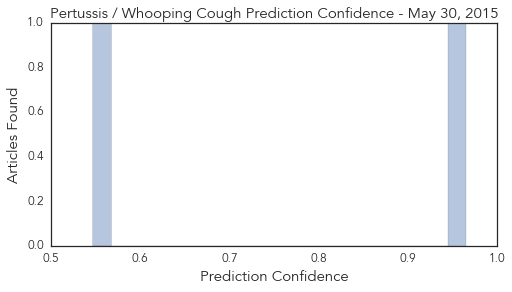 Pertussis / Whooping Cough Prediction Confidence - May 30, 2015
1.0
0.8
0.6
0.4
0.2
0.0
Articles Found
0.5 0.6 0.7 0.8 0.9 1.0
Prediction Confidence